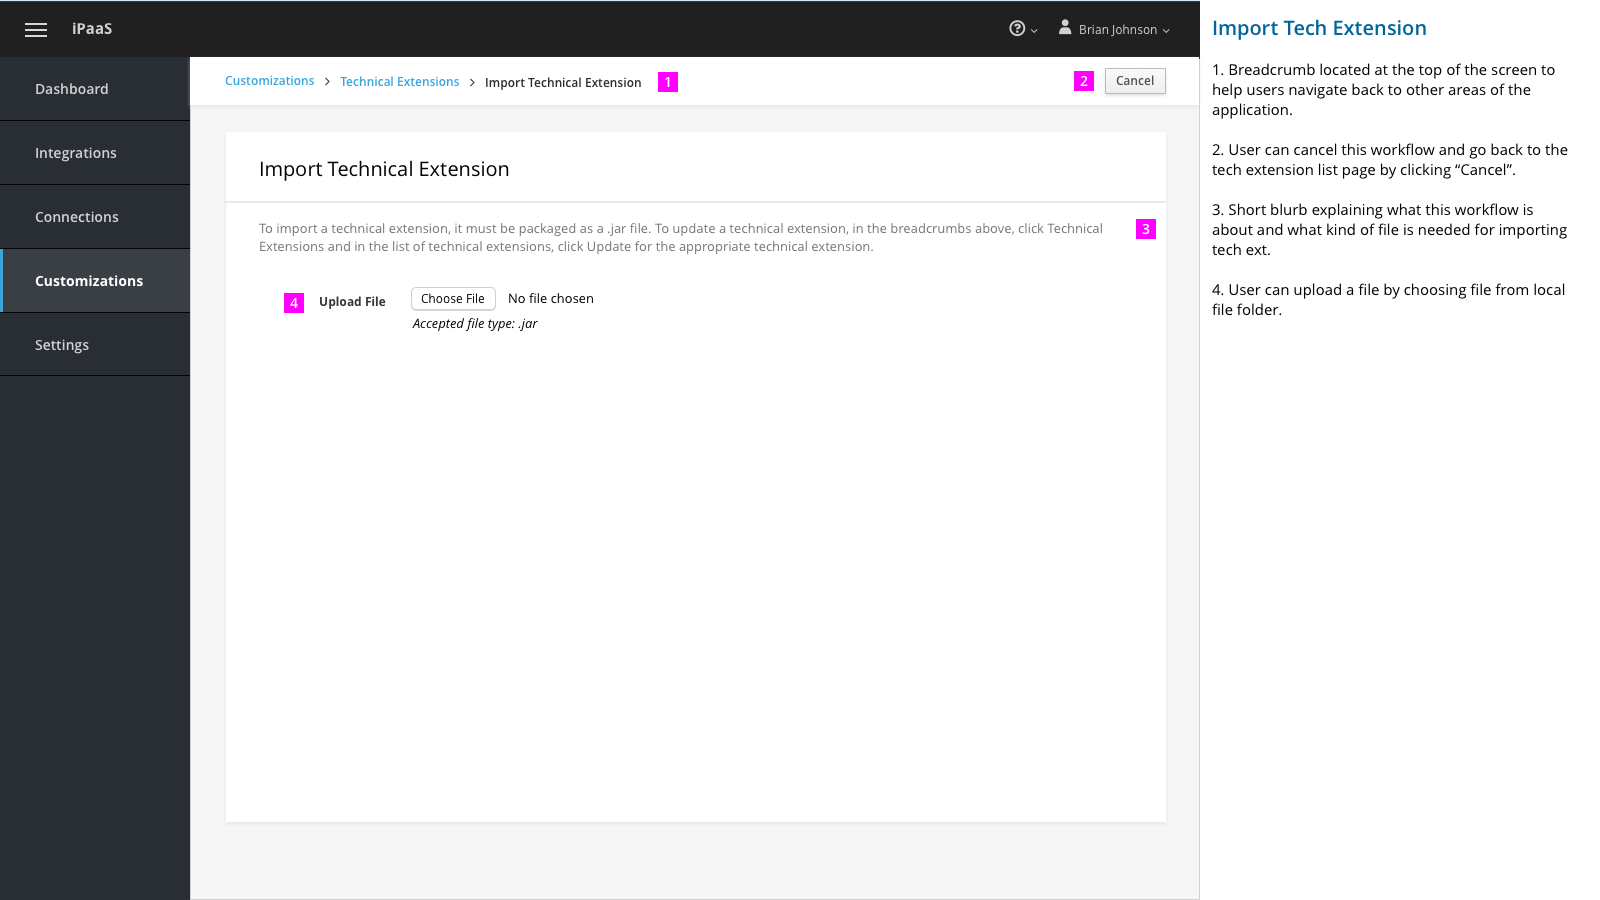 iPaaS
Brian Johnson
Dashboard
Integrations
Connections
Customizations
Settings
Customizations > Technical Extensions > Import Technical Extension 1
2 Cancel
Import Technical Extension
To import a technical extension, it must be packaged as a .jar file. To update a technical extension, in the breadcrumbs above, click Technical
Extensions and in the list of technical extensions, click Update for the appropriate technical extension.
3
4 Upload File Choose File No file chosen
Accepted file type: .jar
Import Tech Extension
1. Breadcrumb located at the top of the screen to
help users navigate back to other areas of the
application.
2. User can cancel this workflow and go back to the
tech extension list page by clicking “Cancel”.
3. Short blurb explaining what this workflow is
about and what kind of file is needed for importing
tech ext.
4. User can upload a file by choosing file from local
file folder.